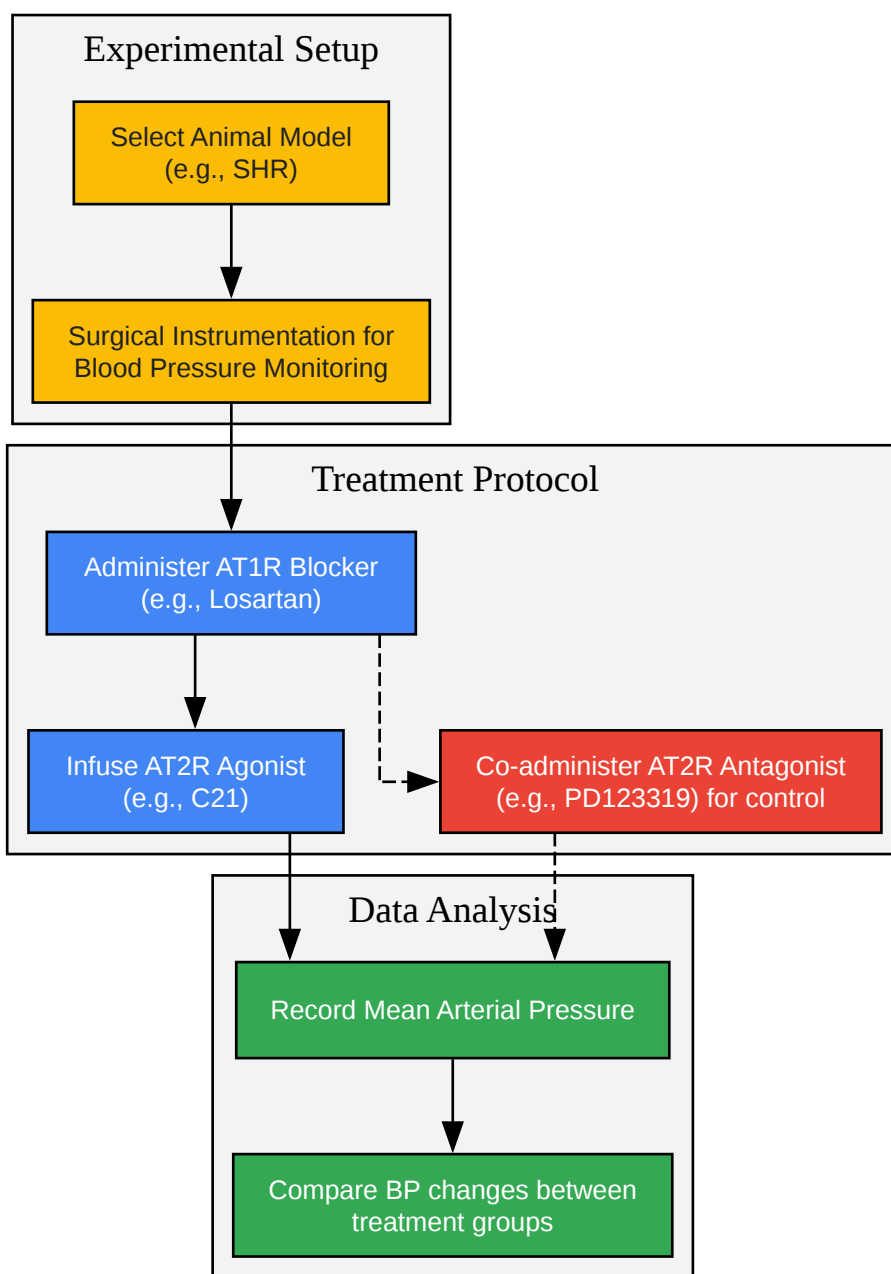 Experimental Setup
Select Animal Model
(e.g., SHR)
Surgical Instrumentation for
Blood Pressure Monitoring
Treatment Protocol
Administer AT1R Blocker
(e.g., Losartan)
Infuse AT2R Agonist
(e.g., C21)
Co-administer AT2R Antagonist
(e.g., PD123319) for control
Data Analysis
Record Mean Arterial Pressure
Compare BP changes between
treatment groups